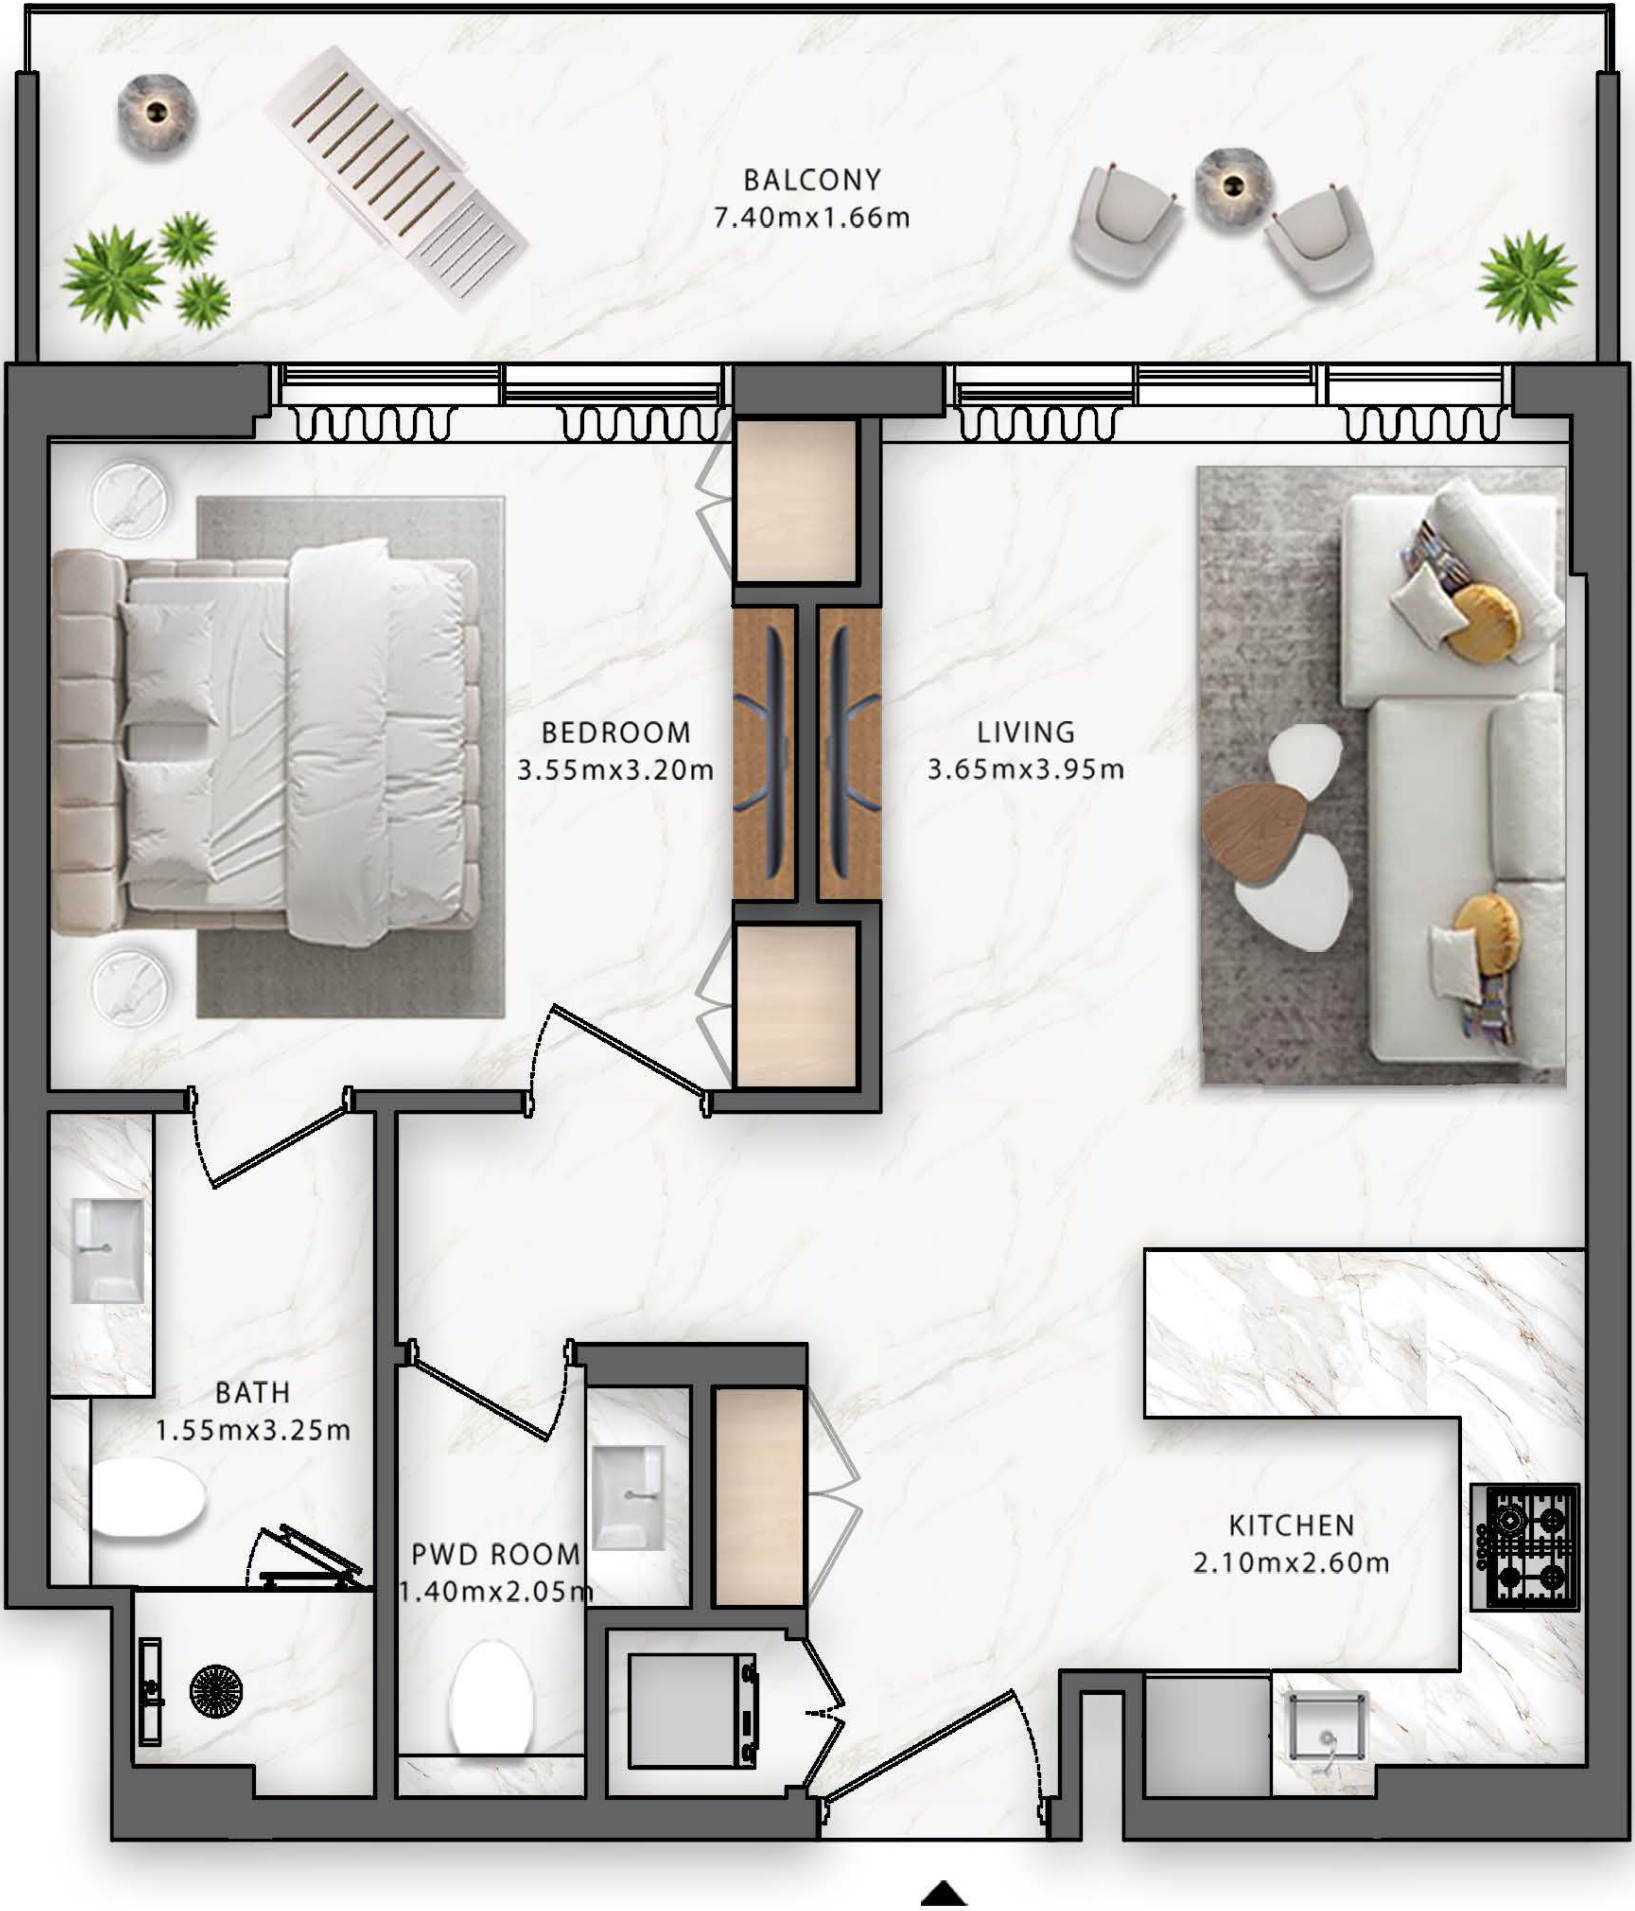 BALCONY
7.40mx1.66m
BEDROOM
3.55mx3.20m
LIVING
3.65mx3.95m
BATH
1.55mx3.25m
PWD ROOM
1.40mx2.05m
KITCHEN
2.10mx2.60m